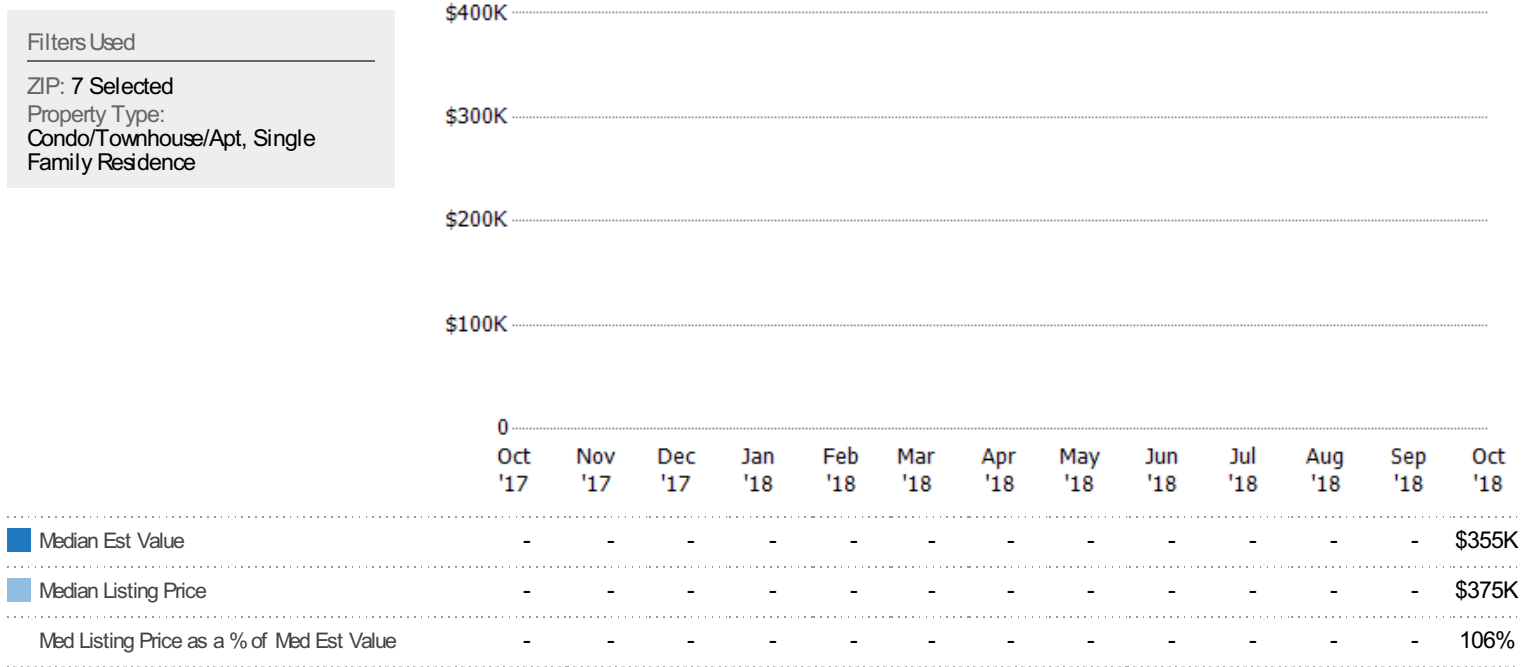 Filters Used
ZIP: 7 Selected
Property Type:
Condo/Townhouse/Apt, Single
Family Residence
$400K
$300K
$200K
$100K
0
Oct Nov Dec Jan Feb Mar Apr May Jun Jul Aug Sep Oct
'17 '17 '17 '18 '18 '18 '18 '18 '18 '18 '18 '18 '18
Median Est Value - - - - - - - - - - - - $355K
Median Listing Price - - - - - - - - - - - - $375K
Med Listing Price as a % of Med Est Value - - - - - - - - - - - - 106%